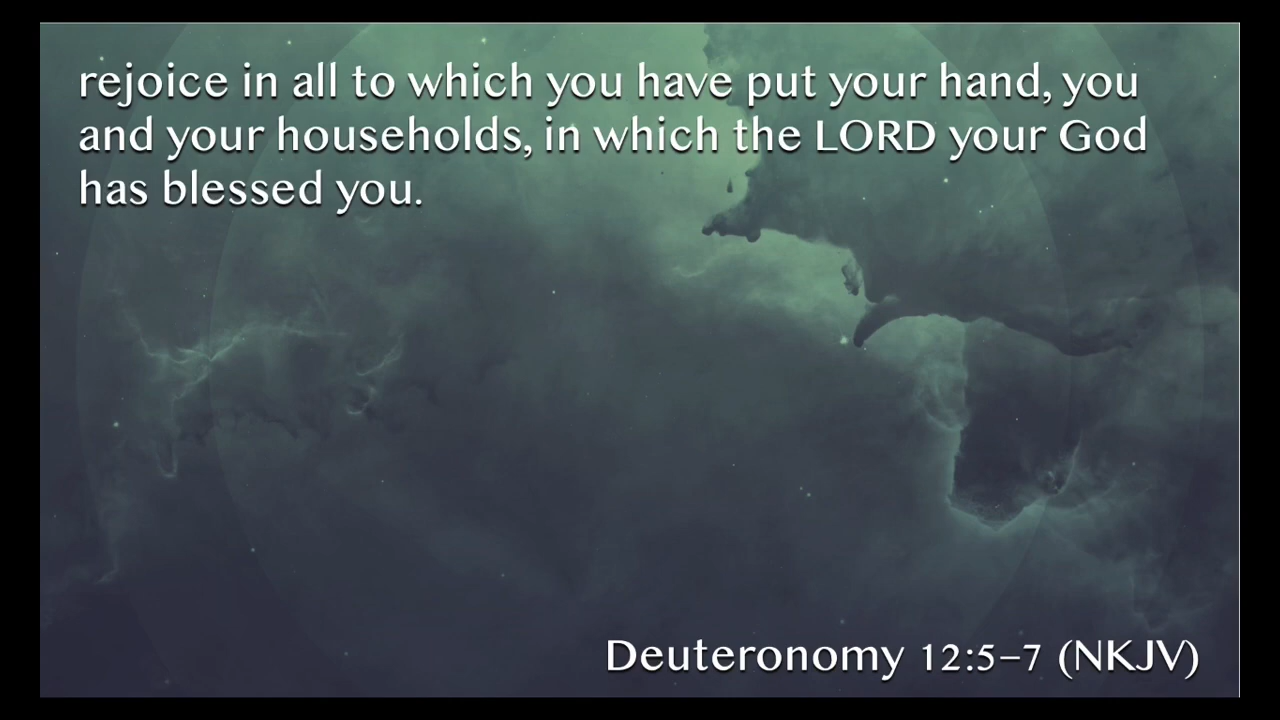 rejoice in all to which you have put your hand, you
and your households, in which the LORD your God
has blessed you.
Deuteronomy 12:5–7 (NKJV)